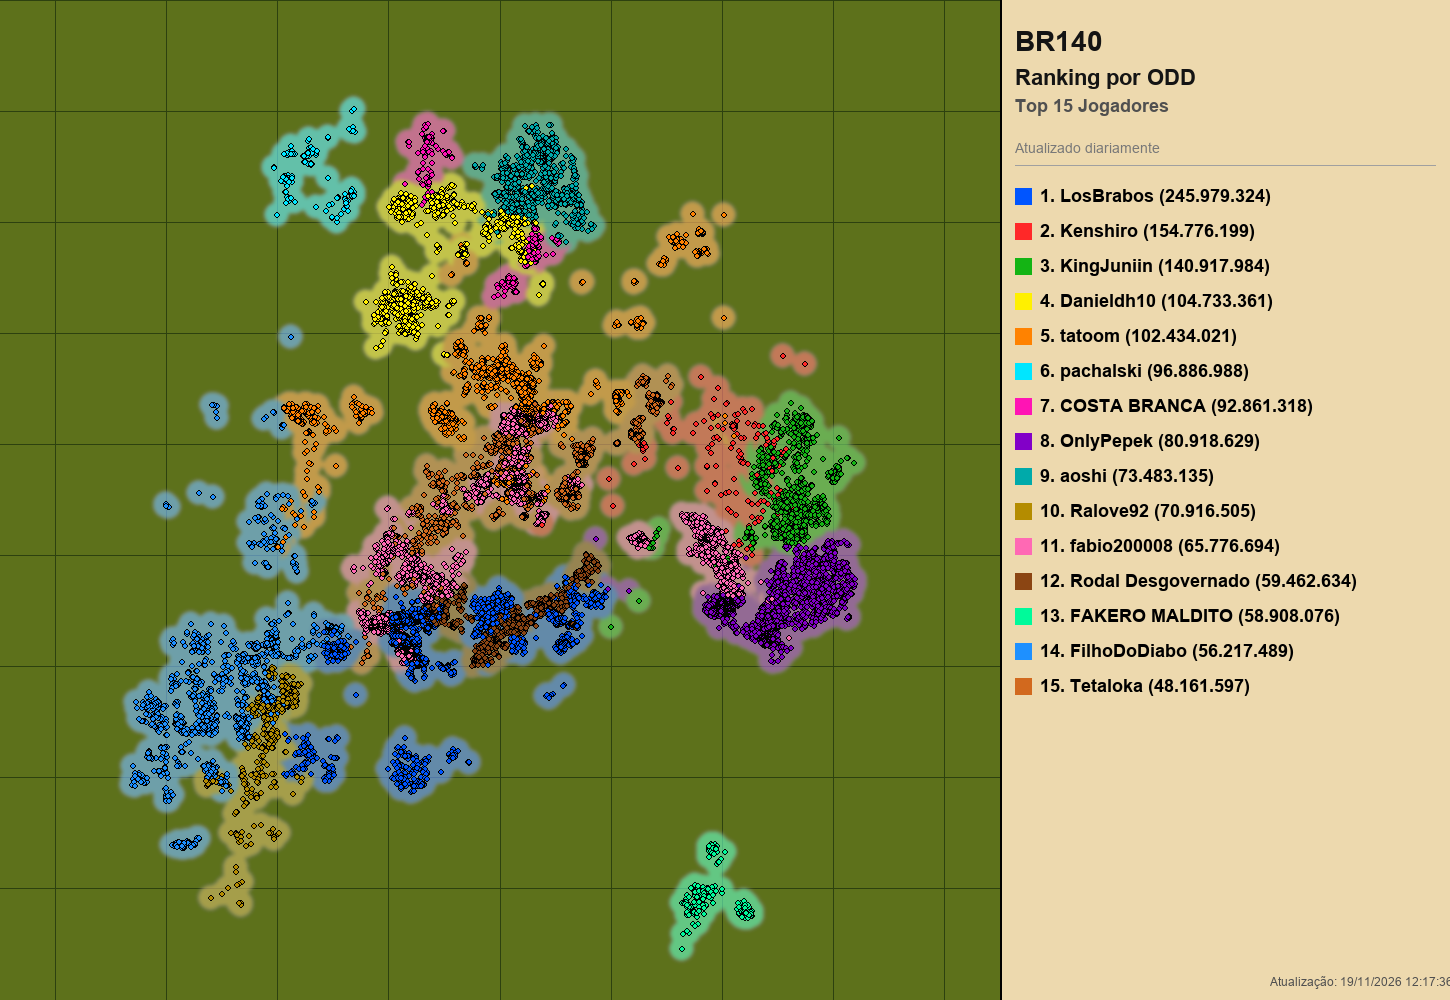 BR140
Ranking por ODD
Top 15 Jogadores
Atualizado diariamente
1. LosBrabos (245.979.324)
2. Kenshiro (154.776.199)
3. KingJuniin (140.917.984)
4. Danieldh10 (104.733.361)
5. tatoom (102.434.021)
6. pachalski (96.886.988)
7. COSTA BRANCA (92.861.318)
8. OnlyPepek (80.918.629)
9. aoshi (73.483.135)
10. Ralove92 (70.916.505)
11. fabio200008 (65.776.694)
12. Rodal Desgovernado (59.462.634)
13. FAKERO MALDITO (58.908.076)
14. FilhoDoDiabo (56.217.489)
15. Tetaloka (48.161.597)
Atualização: 19/11/2026 12:17:36